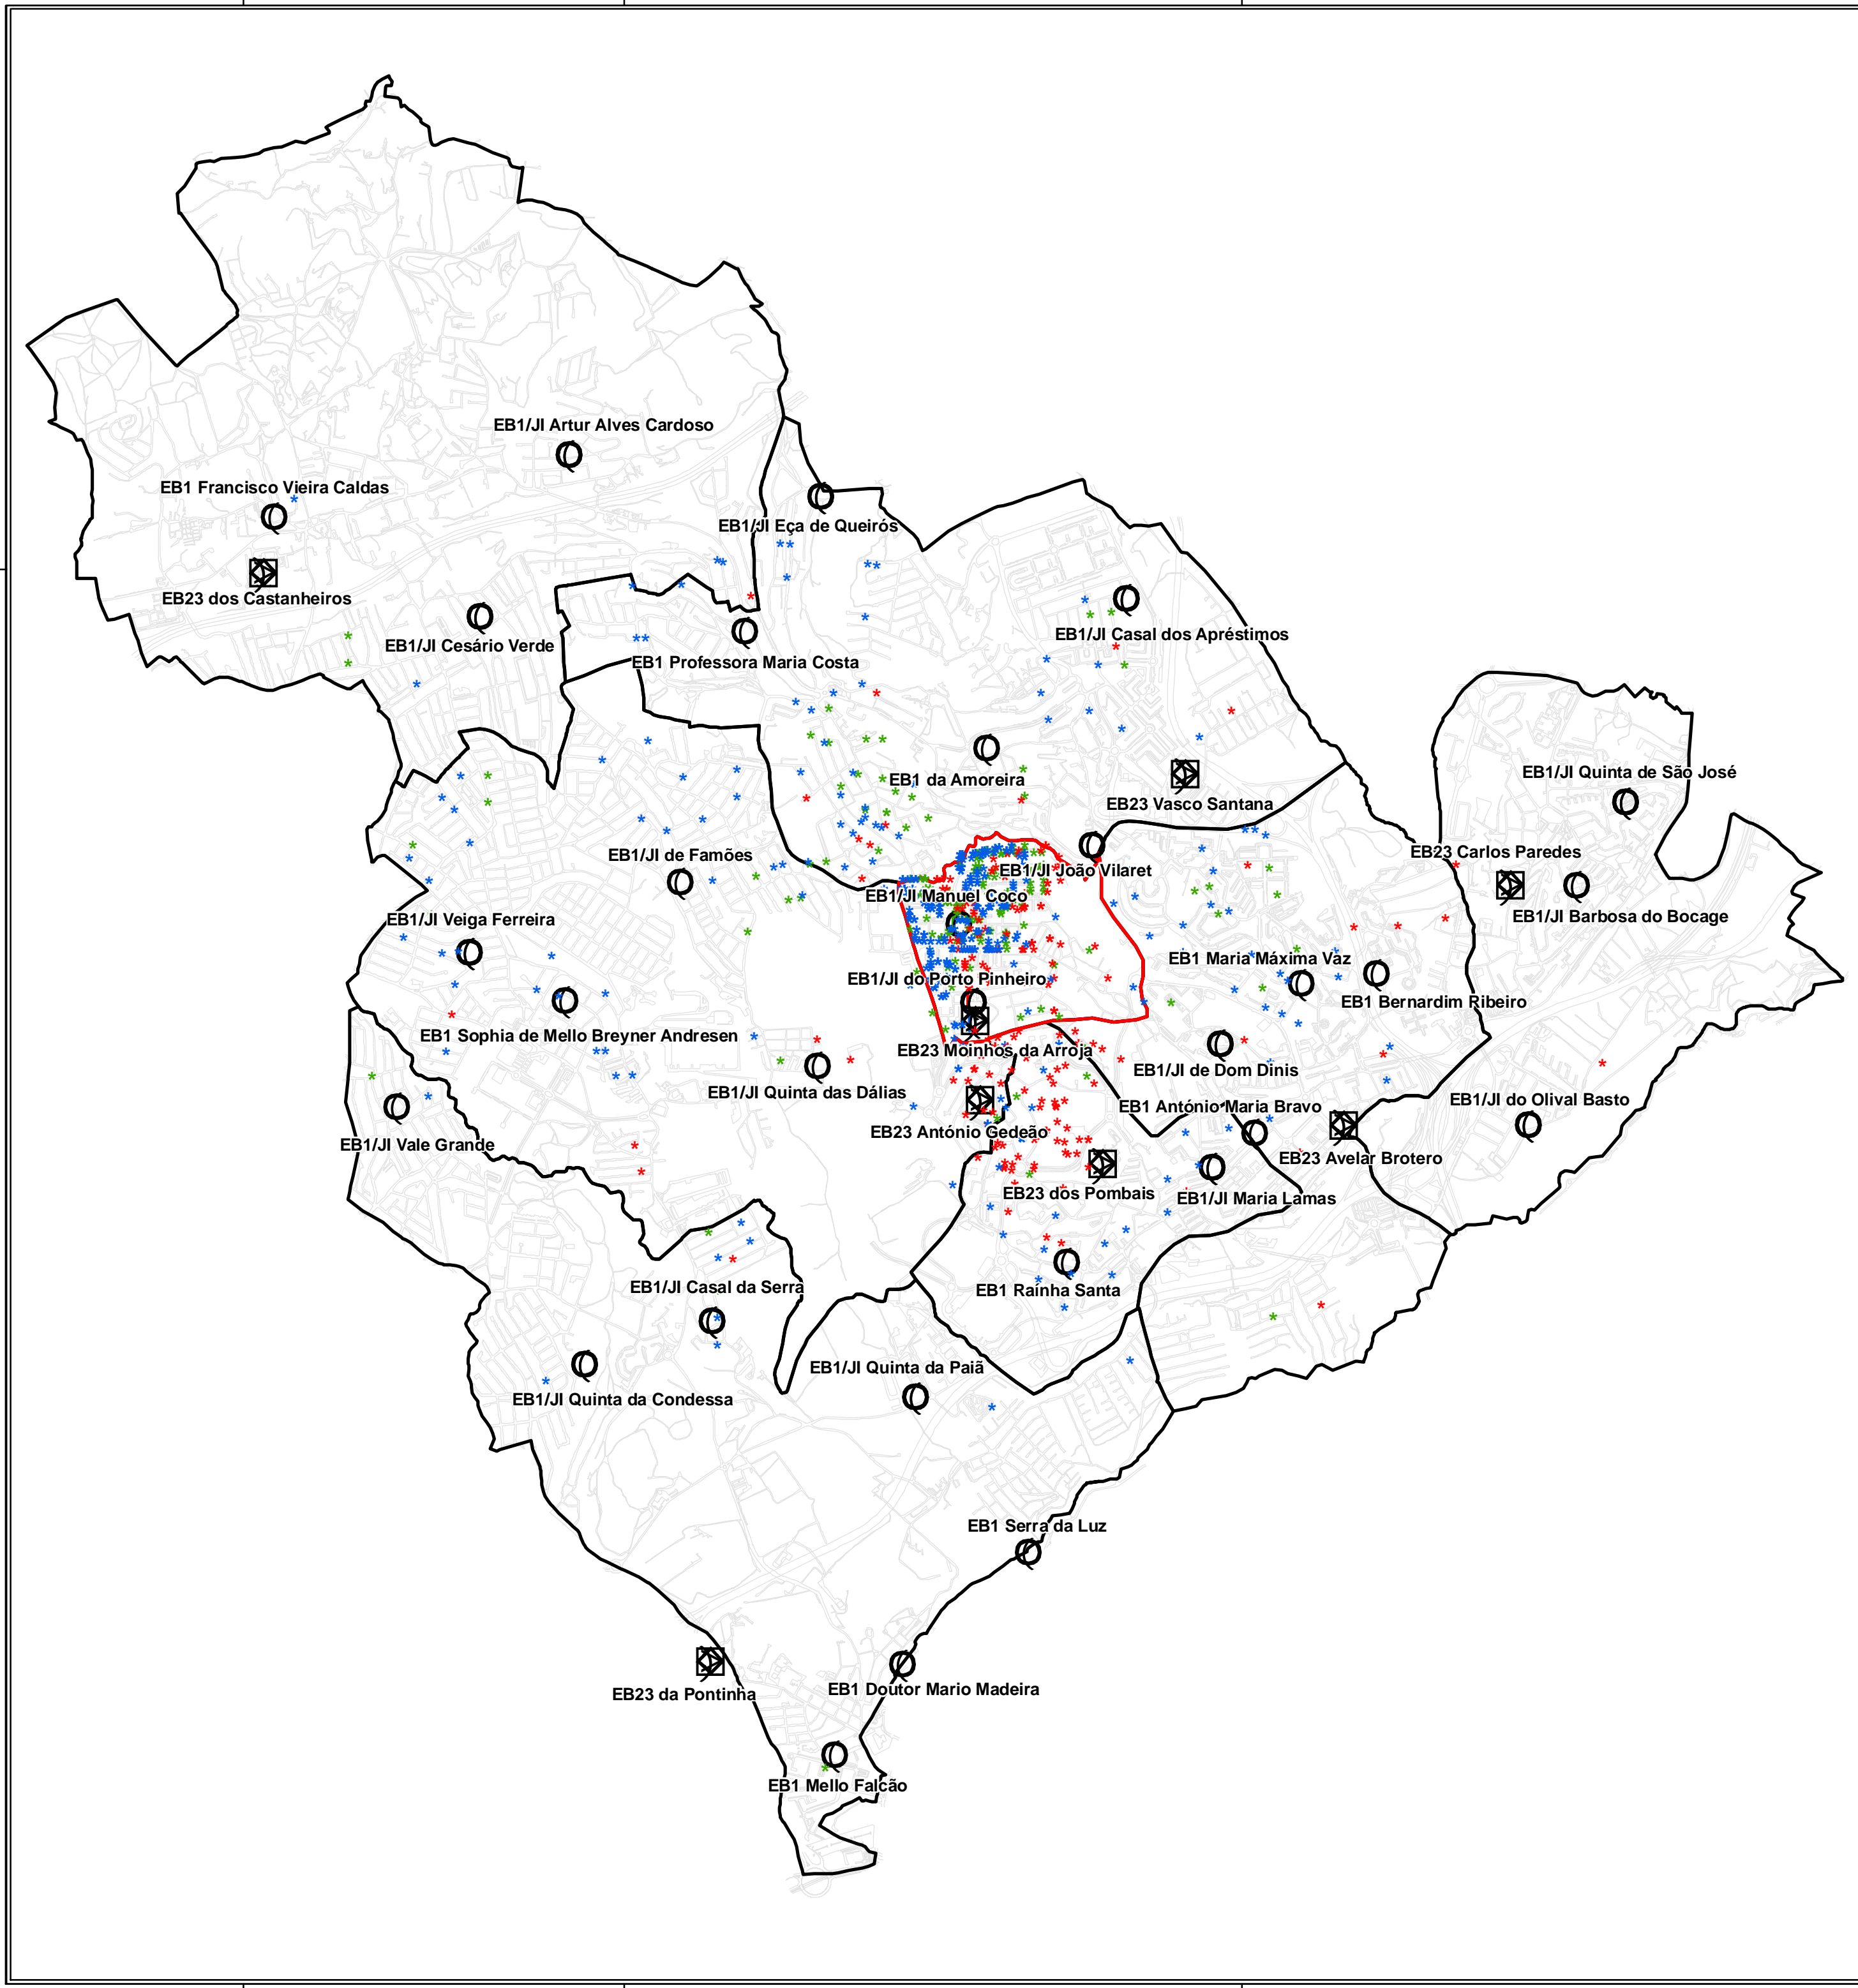 EB1/JI Artur Alves Cardoso
EB1 Francisco Vieira Caldas
EB1/JI Eça de Queirós
EB23 dos Castanheiros
EB1/JI Casal dos Apréstimos
EB1/JI Cesário Verde
EB1 Professora Maria Costa
EB1/JI Quinta de São José
EB1 da Amoreira
EB23 Vasco Santana
EB23 Carlos Paredes
EB1/JI de Famões
EB1/JI João Vilaret
EB1/JI Manuel Coco
EB1/JI Barbosa do Bocage
EB1/JI Veiga Ferreira
EB1 Maria Máxima Vaz
EB1/JI do Porto Pinheiro
EB1 Bernardim Ribeiro
EB1 Sophia de Mello Breyner Andresen
EB23 Moinhos da Arroja
EB1/JI de Dom Dinis
EB1/JI Quinta das Dálias
EB1/JI do Olival Basto
EB1 António Maria Bravo
EB23 António Gedeão
EB1/JI Vale Grande
EB23 Avelar Brotero
EB23 dos Pombais
EB1/JI Maria Lamas
EB1/JI Casal da Serra
EB1 Raínha Santa
EB1/JI Quinta da Paiã
EB1/JI Quinta da Condessa
EB1 Serra da Luz
EB1 Doutor Mario Madeira
EB23 da Pontinha
EB1 Mello Falcão